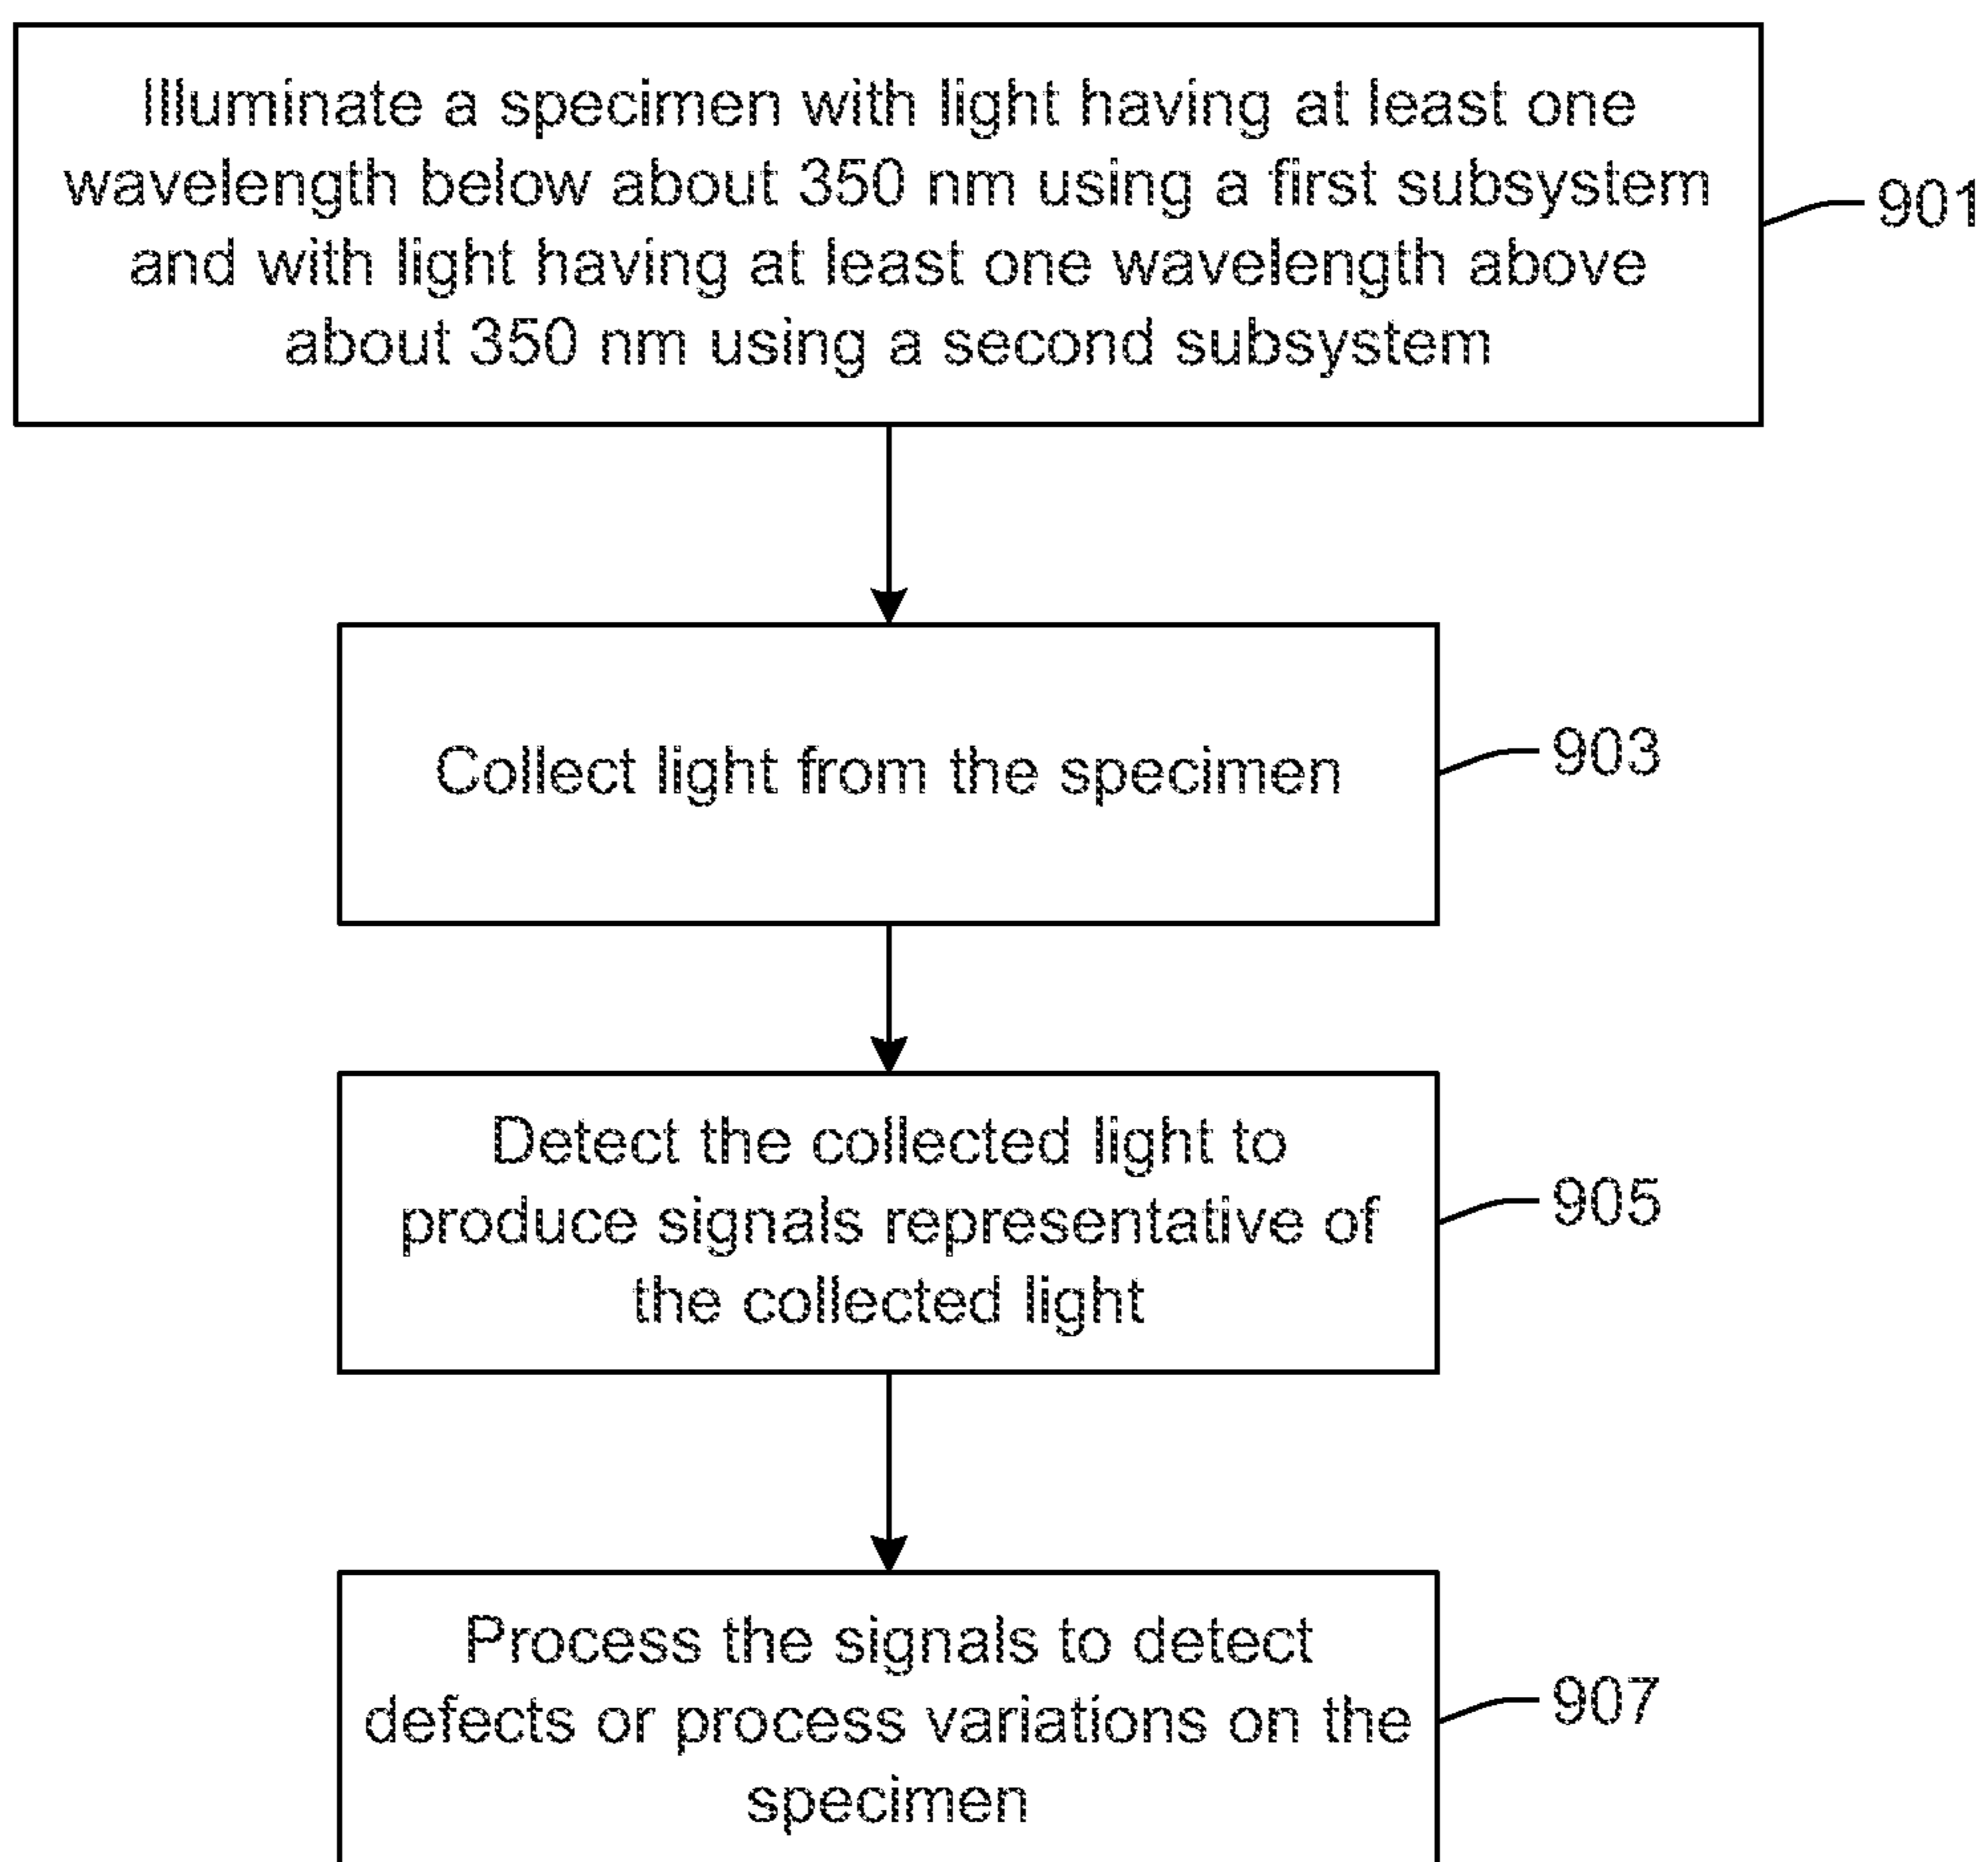 Illuminate a specimen with light having at least one
wavelength below about 350 nm using a first subsystem
and with light having at least one wavelength above
about 350 nm using a second subsystem
901
Collect light from the specimen
903
Detect the collected light to
produce signals representative of
the collected light
905
Process the signals to detect
defects or process variations on the
specimen
907